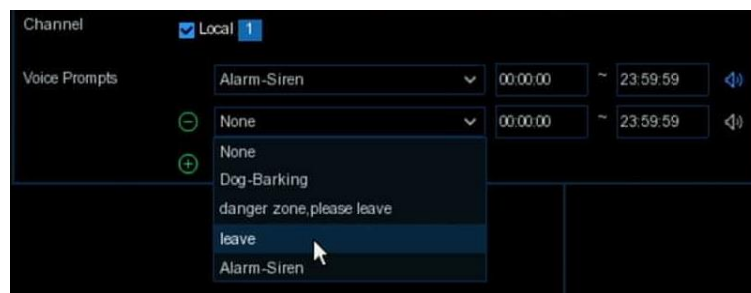 Channel Local 1
Voice Prompts Alarm-Siren 00:00:00 ~ 23:59:59
None 00:00:00 ~ 23:59:59
None
Dog-Barking
danger zone,please leave
leave
Alarm-Siren